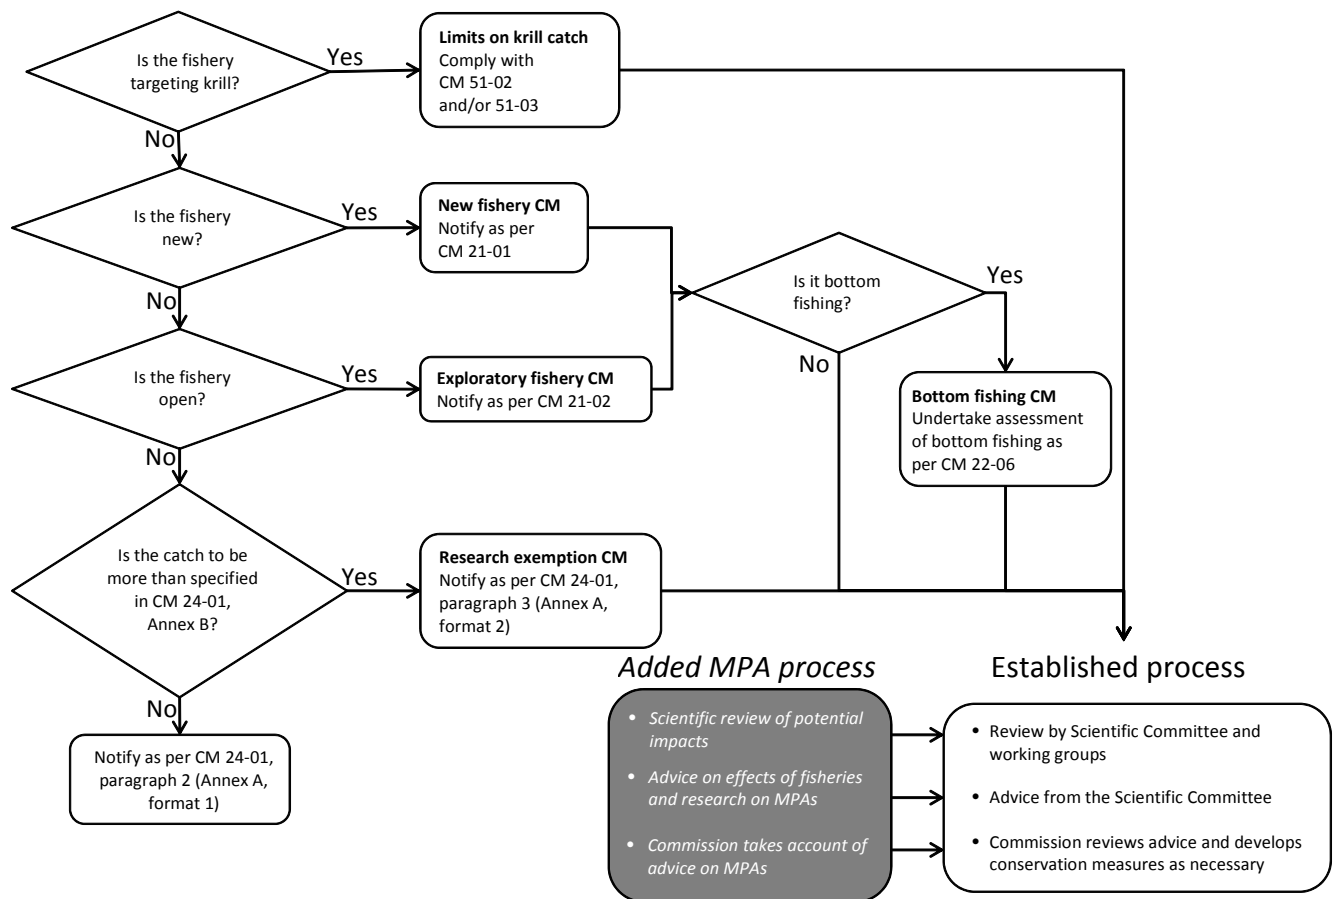 Is the fishery
targeting krill?
Yes
Limits on krill catch
Comply with
CM 51-02
and/or 51-03
No
Is the fishery
new?
Yes
New fishery CM
Notify as per
CM 21-01
Is it bottom
fishing?
Yes
No
No
Is the fishery
open?
Yes
Exploratory fishery CM
Notify as per CM 21-02
Bottom fishing CM
Undertake assessment
of bottom fishing as
per CM 22-06
No
Is the catch to be
more than specified
in CM 24-01,
Annex B?
Yes
Research exemption CM
Notify as per CM 24-01,
paragraph 3 (Annex A,
format 2)
No
Notify as per CM 24-01,
paragraph 2 (Annex A,
format 1)
Added MPA process
• Scientific review of potential
impacts
• Advice on effects of fisheries
and research on MPAs
• Commission takes account of
advice on MPAs
Established process
• Review by Scientific Committee and
working groups
• Advice from the Scientific Committee
• Commission reviews advice and develops
conservation measures as necessary